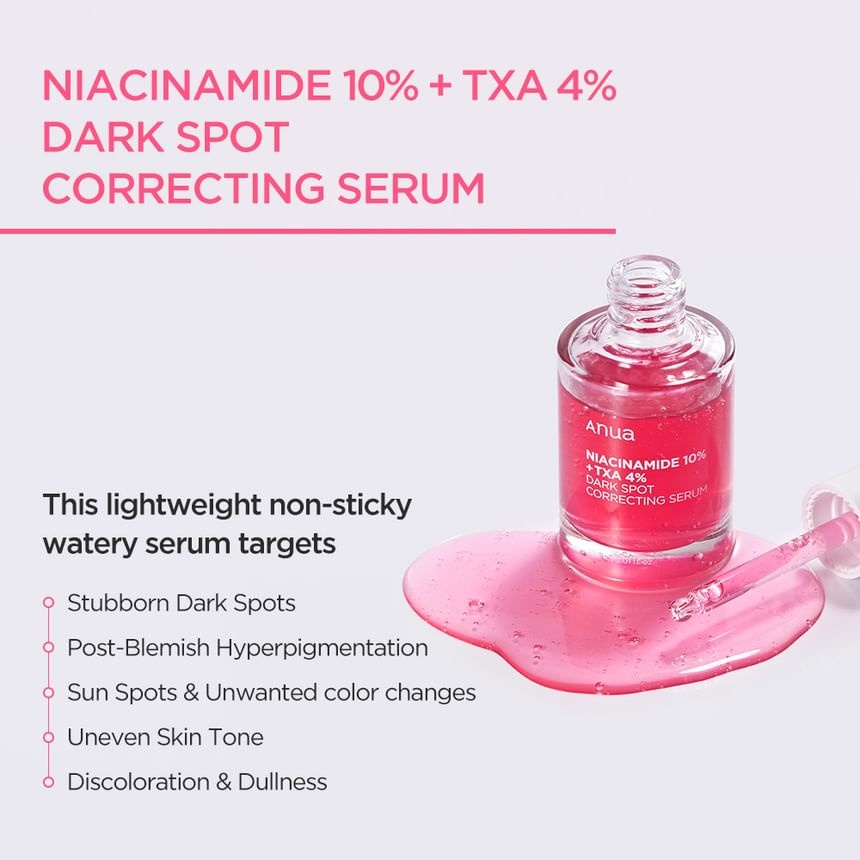 NIACINAMIDE 10% + TXA 4%
DARK SPOT
CORRECTING SERUM
Anua
NIACINAMIDE 10%
+TXA 4%
DARK SPOT
CORRECTING SERUM
fl.oz.
This lightweight non-sticky
watery serum targets
Stubborn Dark Spots
Post-Blemish Hyperpigmentation
Sun Spots & Unwanted color changes
Uneven Skin Tone
Discoloration & Dullness